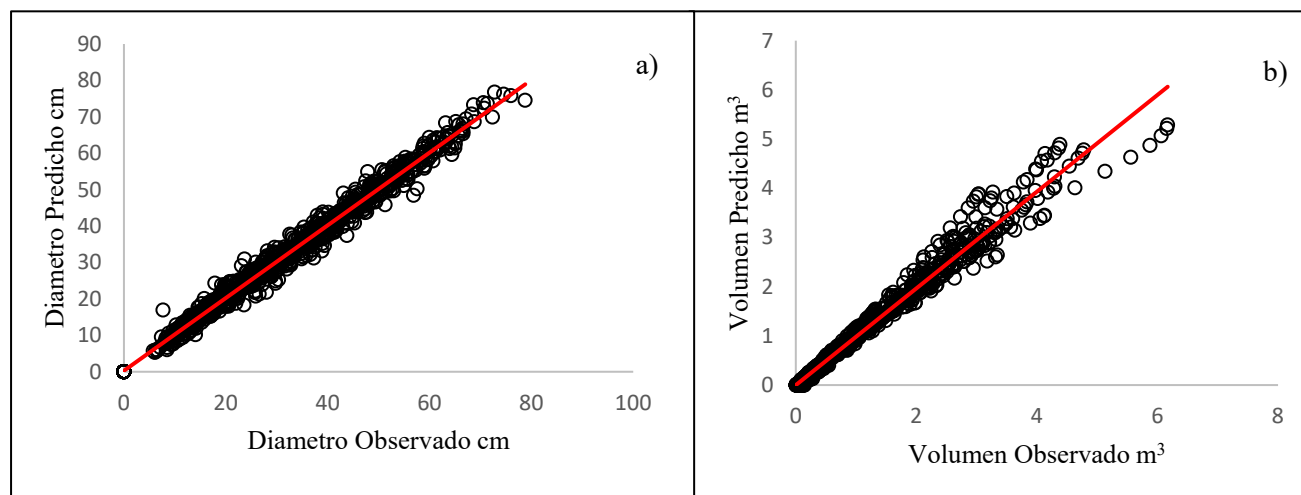 a)
Diametro Predicho cm
90
80
70
60
50
40
30
20
10
0
0 20 40 60 80 100
Diametro Observado cm
b)
Volumen Predicho m³
7
6
5
4
3
2
1
0
0 2 4 6 8
Volumen Observado m³